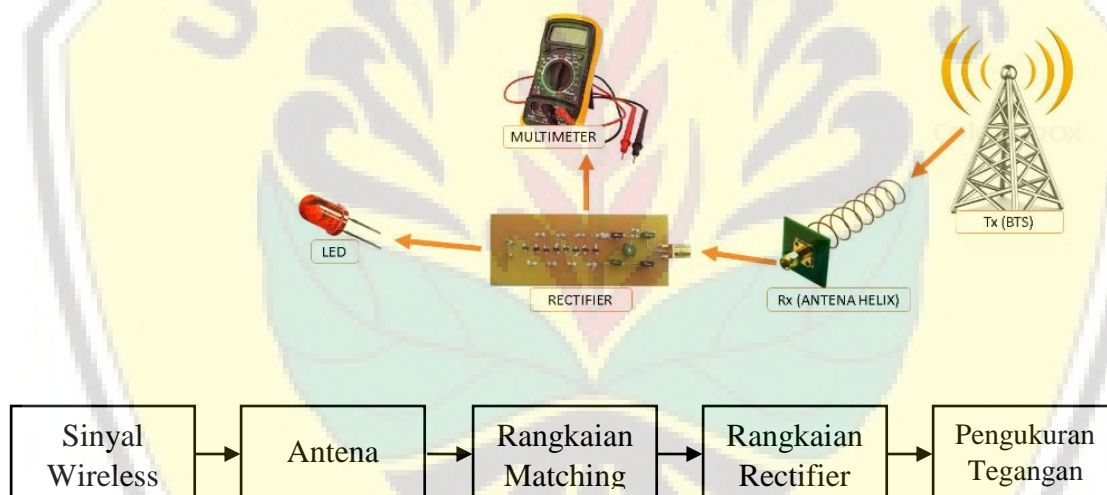 MULTIMETER
Tx (BTS)
LED
RECTIFIER
Rx (ANTENA HELIX)
Sinyal
Wireless
Antena
Rangkaian
Matching
Rangkaian
Rectifier
Pengukuran
Tegangan